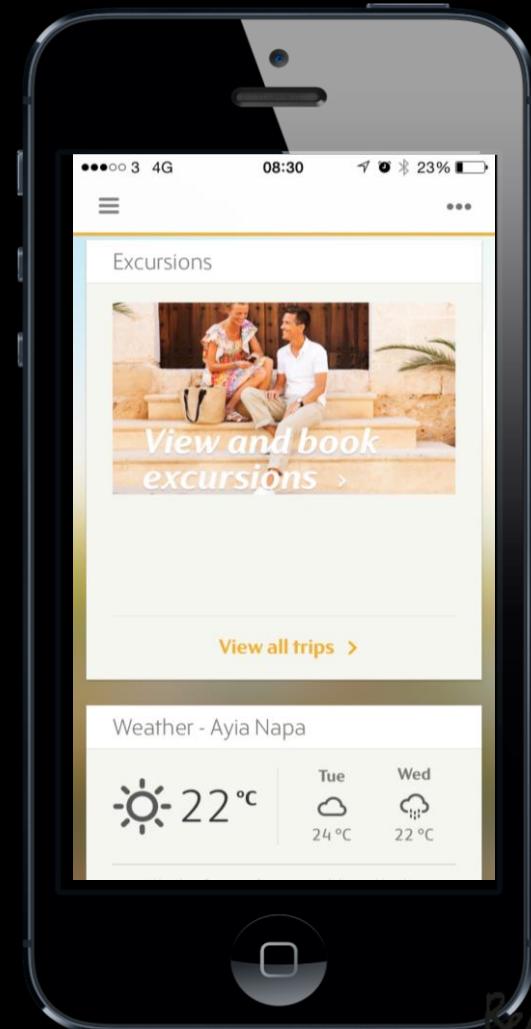 3 4G 08:30 23%
Excursions
View and book
excursions >
View all trips >
Weather - Ayia Napa
22°C
Tue Wed
24°C 22°C